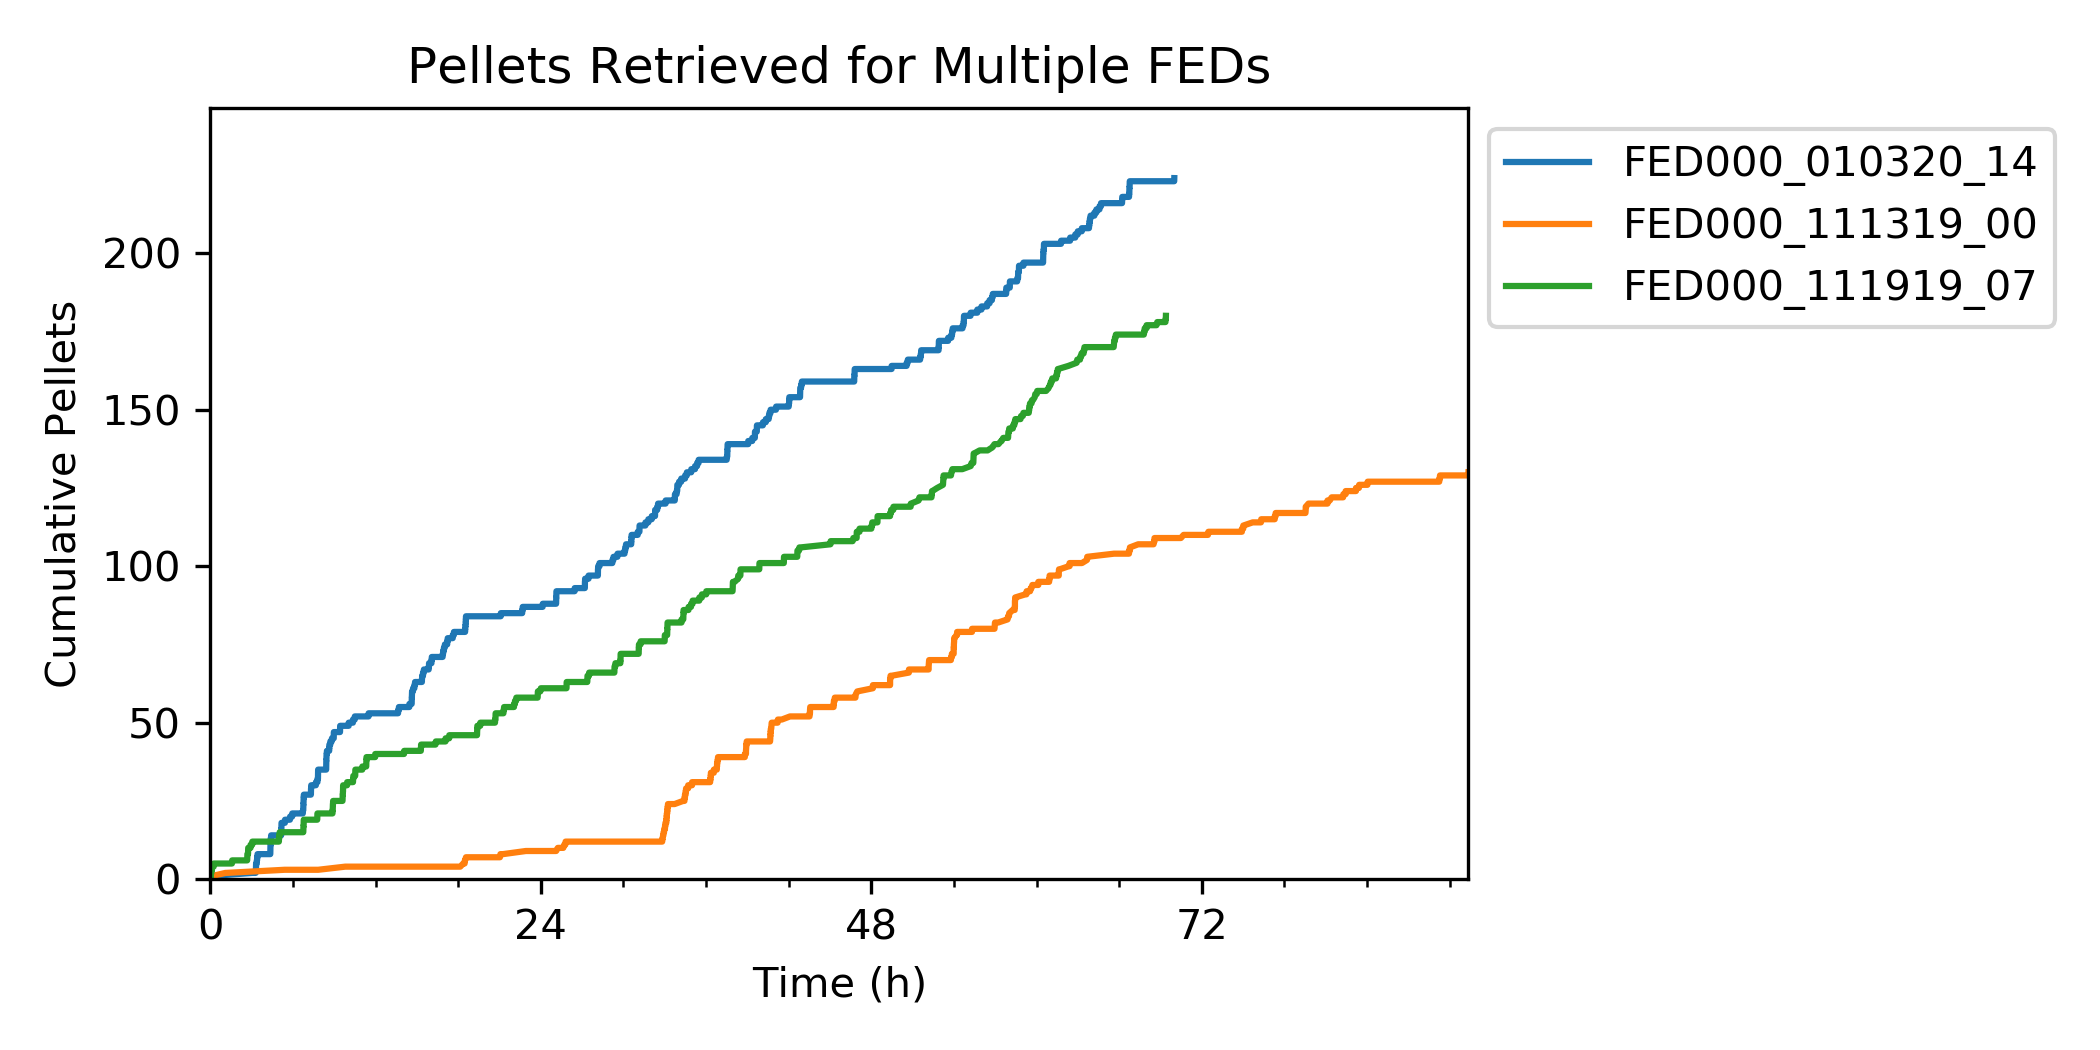 Pellets Retrieved for Multiple FEDs
FED000_010320_14
FED000_111319_00
FED000_111919_07
Cumulative Pellets
200
150
100
50
0
0 24 48 72
Time (h)